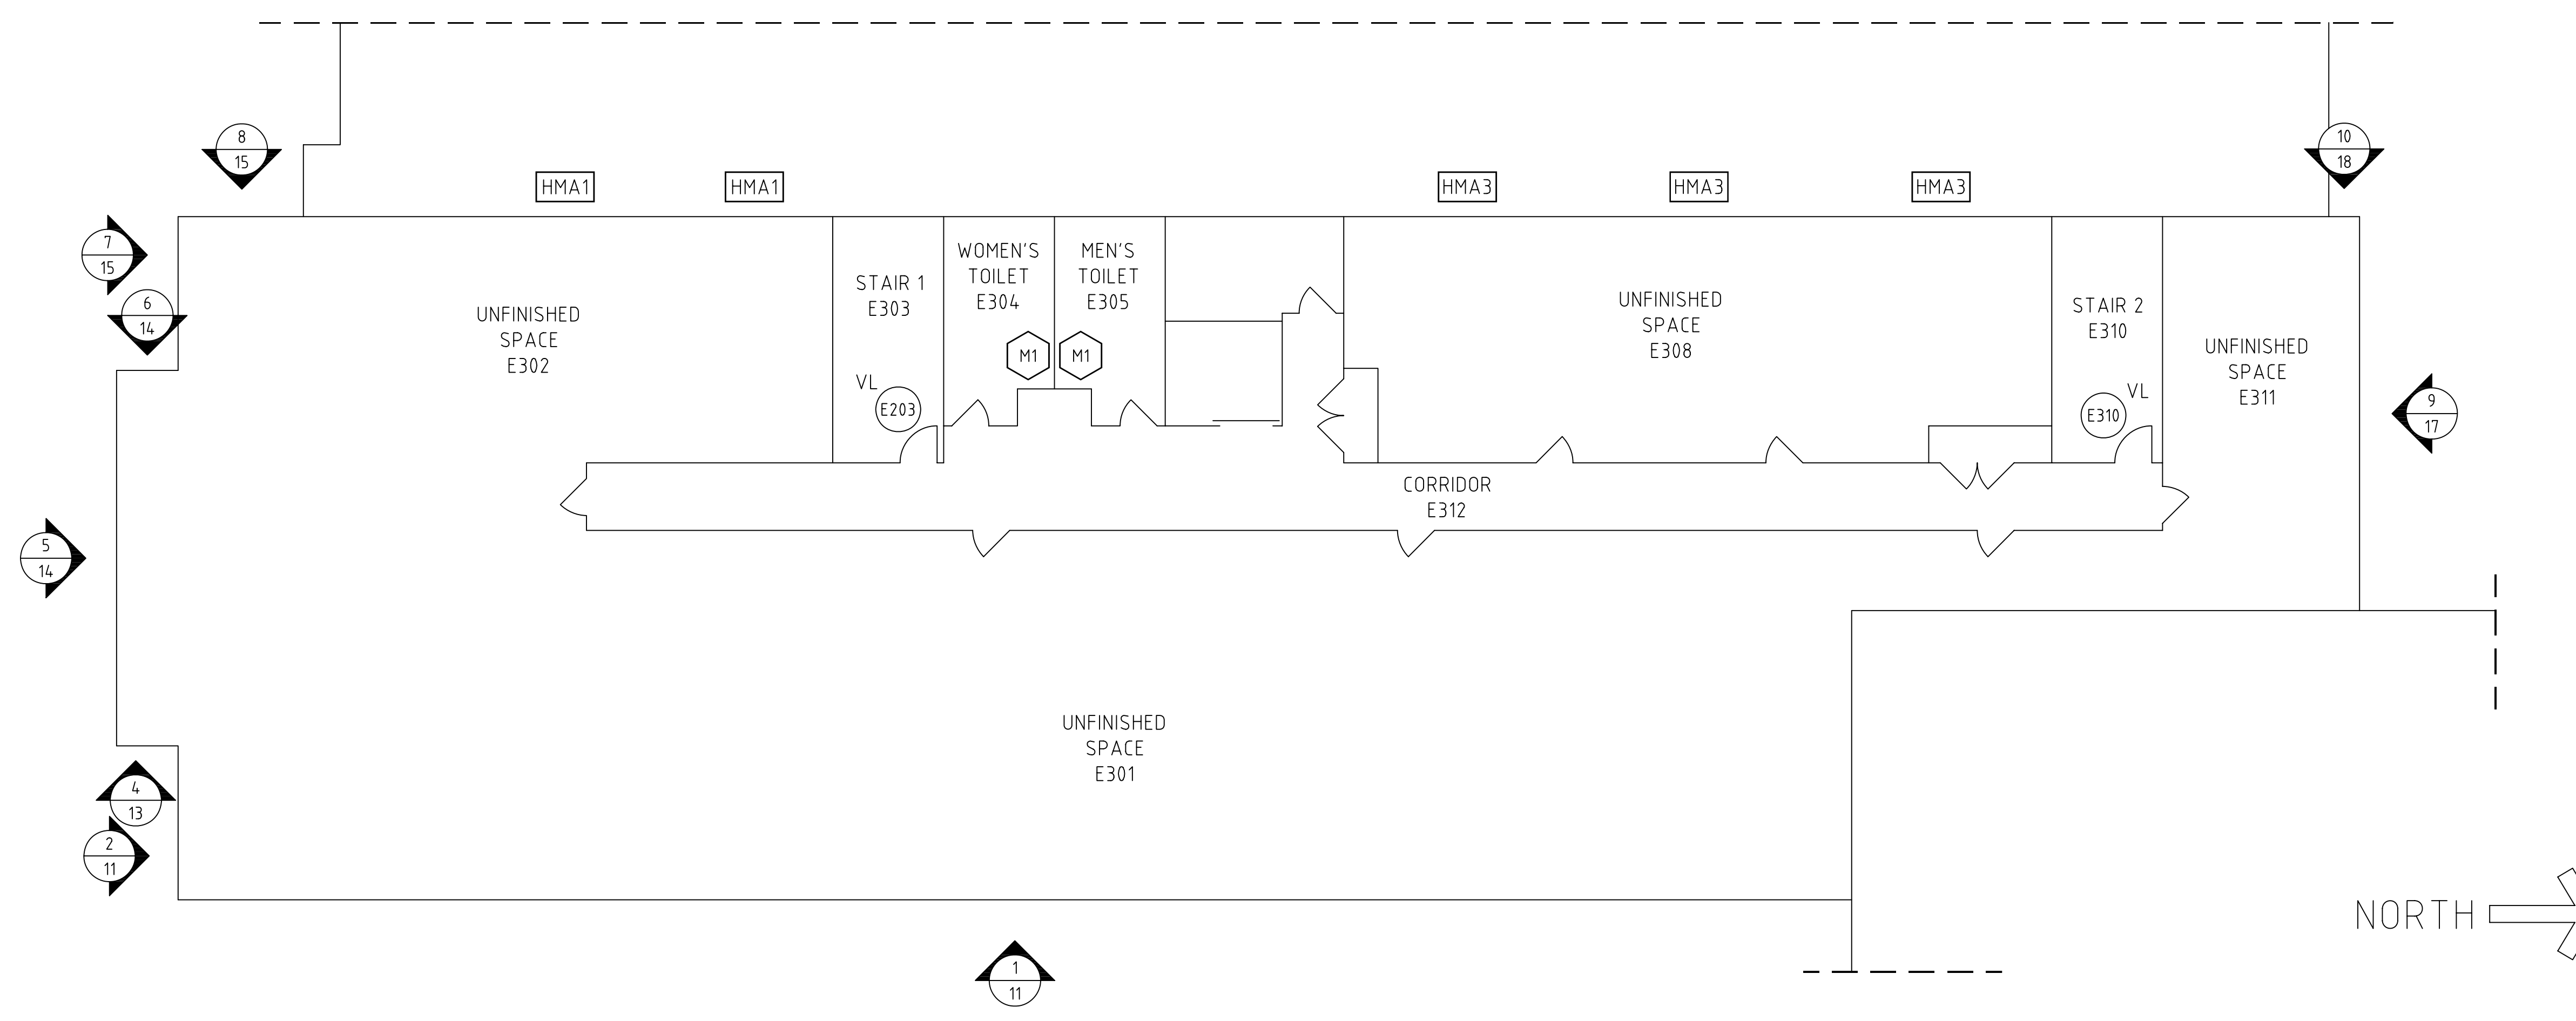 8
15
10
18
HMA1
HMA1
HMA3
HMA3
HMA3
7
15
6
14
UNFINISHED
SPACE
E302
STAIR 1
E303
VL
E203
WOMEN'S
TOILET
E304
M1
MEN'S
TOILET
E305
M1
UNFINISHED
SPACE
E308
STAIR 2
E310
VL
E310
UNFINISHED
SPACE
E311
9
17
CORRIDOR
E312
5
14
UNFINISHED
SPACE
E301
4
13
2
11
1
11
NORTH